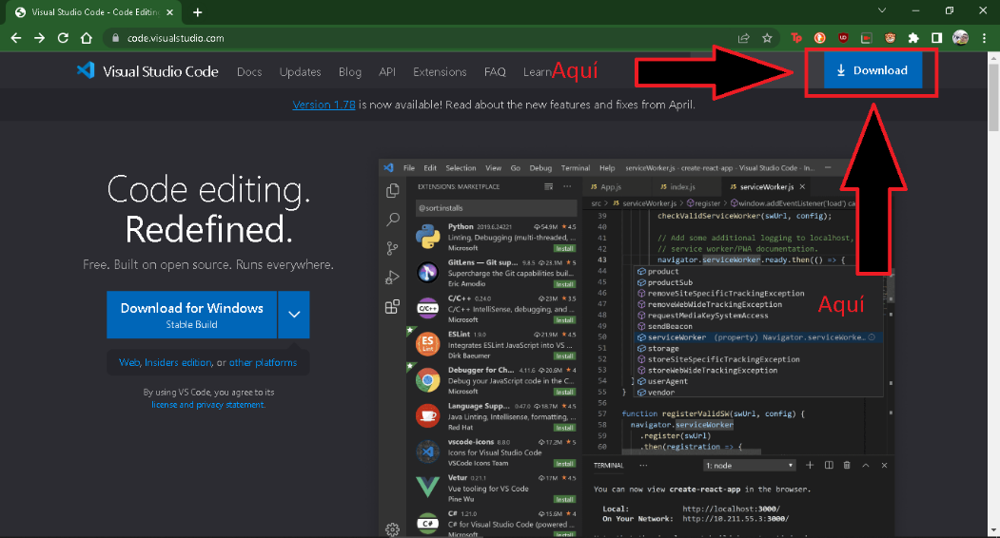 Visual Studio Code - Code Editing
code.visualstudio.com
Visual Studio Code Docs Updates Blog API Extensions FAQ Learn Aquí Download
Version 1.78 is now available! Read about the new features and fixes from April.
Code editing.
Redefined.
Free. Built on open source. Runs everywhere.
Download for Windows
Stable Build
Web, Insiders edition, or other platforms
By using VS Code, you agree to its
license and privacy statement.
File Edit Selection View Go Debug Terminal Help serviceWorker.js - create-react-app - Visual Studio Code - In...
EXTENSIONS: MARKETPLACE
@sort:installs
Python 2019.6.24221 54.9M 4.5
Linting, Debugging (multi-threaded, ...
Microsoft Install
GitLens — Git sup... 9.8.5 23.1M 5
Supercharge the Git capabilities buil...
Eric Amodio Install
C/C++ 0.24.0 23M 3.5
C/C++ IntelliSense, debugging, and ...
Microsoft Install
ESLint 1.9.0 21.9M 4.5
Integrates ESLint JavaScript into VS ...
Dirk Baeumer Install
Debugger for Ch... 4.11.6 20.6M 4
Debug your JavaScript code in the C...
Microsoft Install
Language Supp... 0.47.0 18.7M 4.5
Java Linting, Intellisense, formatting, ...
Red Hat Install
vscode-icons 8.8.0 17.2M 5
Icons for Visual Studio Code
VSCode Icons Team Install
Vetur 0.21.1 17M 4.5
Vue tooling for VS Code
Pine Wu Install
C# 1.21.0 15.6M 4
C# for Visual Studio Code (powered ...
Microsoft Install
JS App.js JS index.js JS serviceWorker.js
src > JS serviceWorker.js > register > window.addEventListener('load') ca
39 checkValidServiceWorker(swUrl, config);
40
41 // Add some additional logging to localhost,
42 // service worker/PWA documentation.
43 navigator.serviceWorker.ready.then(() => {
44 product
45 productSub
46 removeSiteSpecificTrackingException
47 removeWebWideTrackingException
48 requestMediaKeySystemAccess
49 sendBeacon
50 serviceWorker (property) Navigator.serviceWorke...
51 storage
52 storeSiteSpecificTrackingException
53 storeWebWideTrackingException
54 } userAgent
55 } vendor
Aquí
56
57 function registerValidSW(swUrl, config) {
58 navigator.serviceWorker
59 .register(swUrl)
60 .then(registration => {
TERMINAL ... 1: node
You can now view create-react-app in the browser.
Local: http://localhost:3000/
On Your Network: http://10.211.55.3:3000/